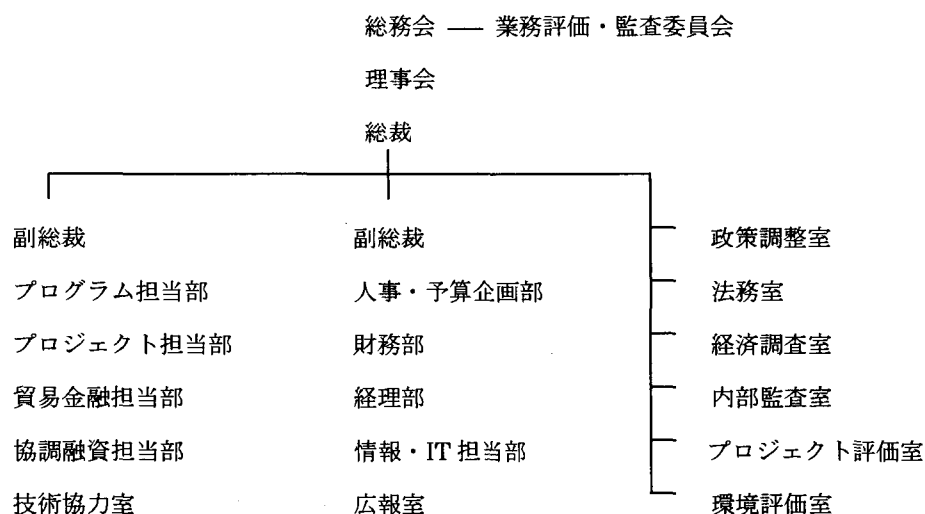 総務会 ― 業務評価・監査委員会
理事会
総裁
副総裁 副総裁 政策調整室
プログラム担当部 人事・予算企画部 法務室
プロジェクト担当部 財務部 経済調査室
貿易金融担当部 経理部 内部監査室
協調融資担当部 情報・IT 担当部 プロジェクト評価室
技術協力室 広報室 環境評価室